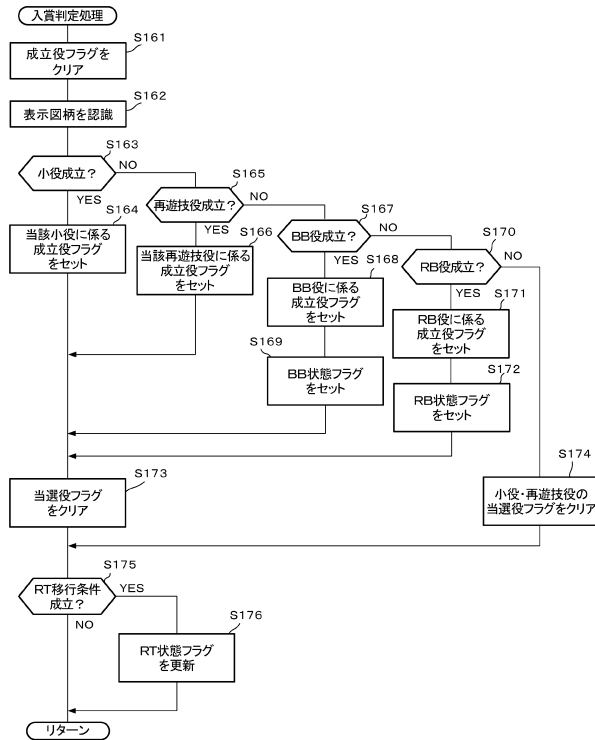 入賞判定処理
S161
成立役フラグを
クリア
S162
表示図柄を認識
S163
小役成立？
NO
YES
S164
当該小役に係る
成立役フラグ
をセット
S165
再遊技役成立？
NO
YES
S166
当該再遊技役に係る
成立役フラグ
をセット
S167
BB役成立？
NO
YES
S168
BB役に係る
成立役フラグ
をセット
S169
BB状態フラグ
をセット
S170
RB役成立？
NO
YES
S171
RB役に係る
成立役フラグ
をセット
S172
RB状態フラグ
をセット
S173
当選役フラグ
をクリア
S174
小役・再遊技役の
当選役フラグをクリア
S175
RT移行条件
成立？
YES
NO
S176
RT状態フラグ
を更新
リターン